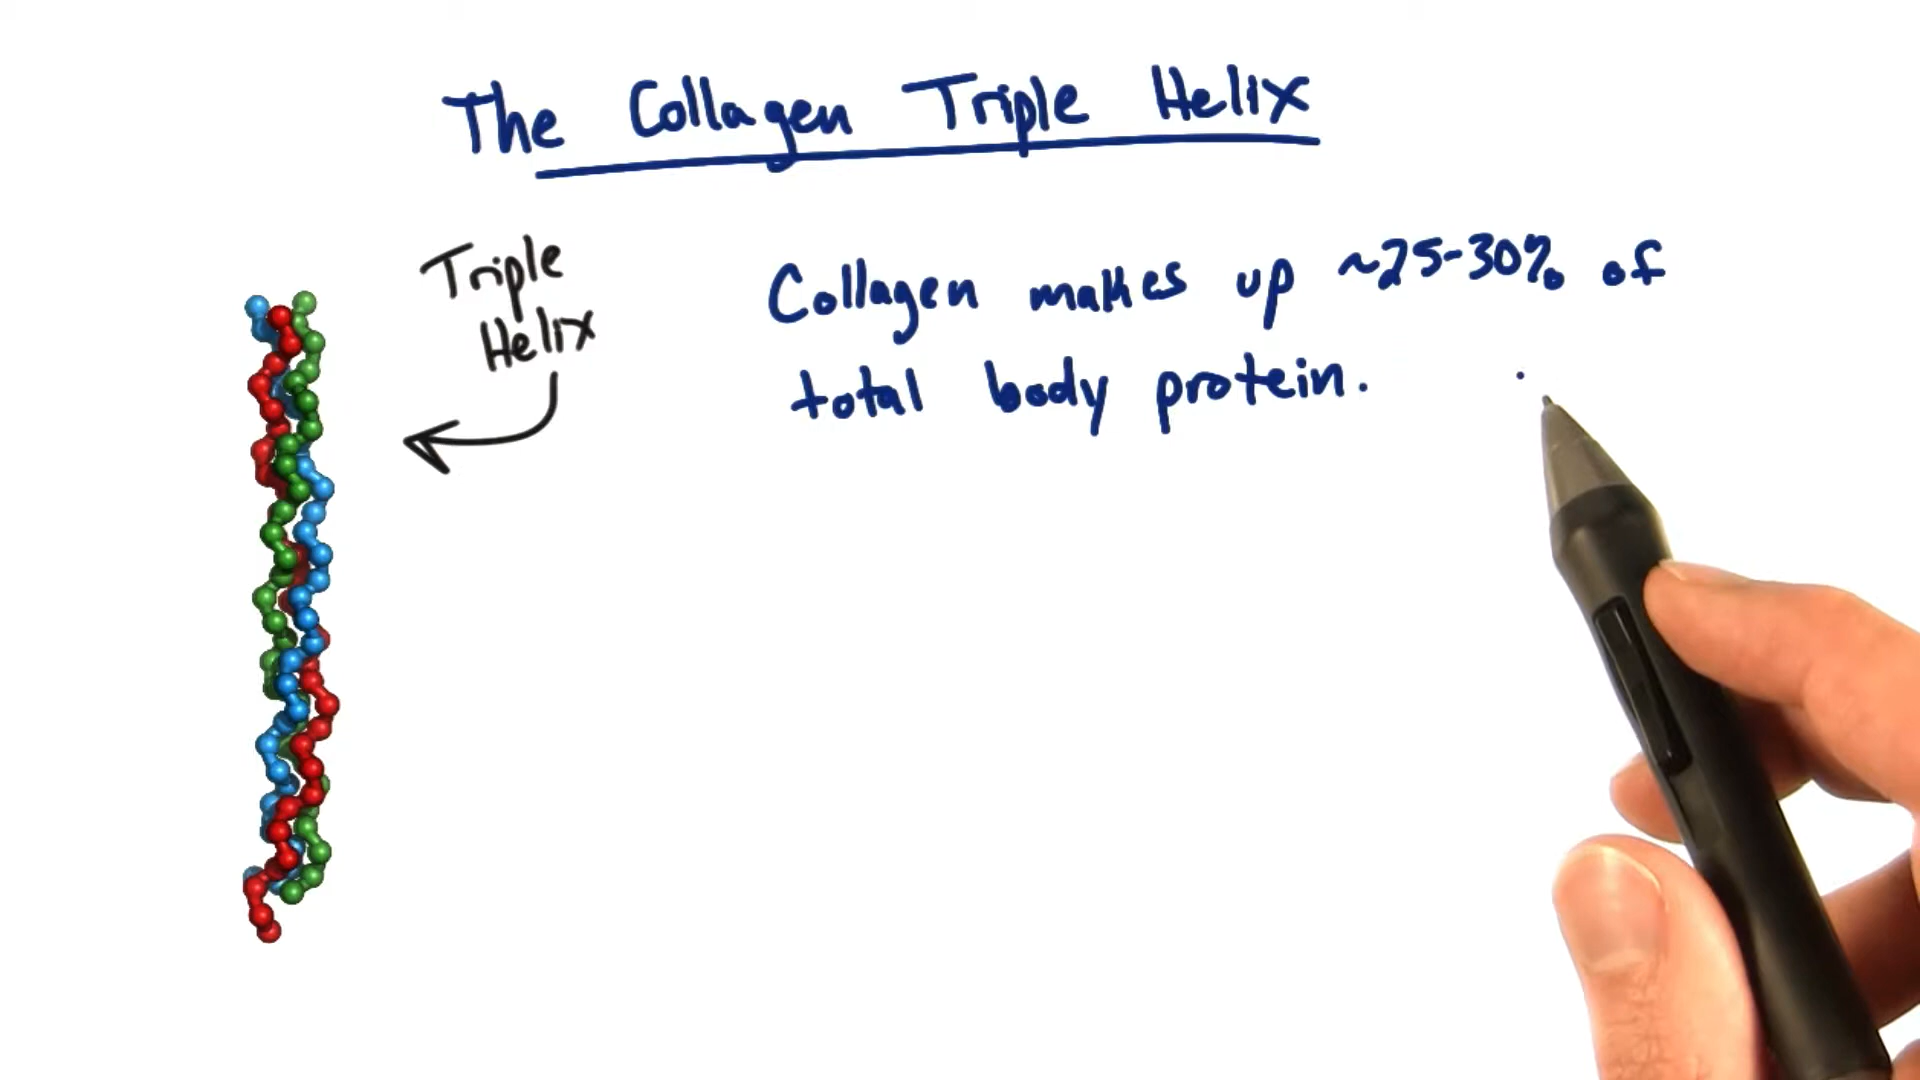 The Collagen Triple Helix
Triple
Helix
Collagen makes up ~25-30% of
total body protein.